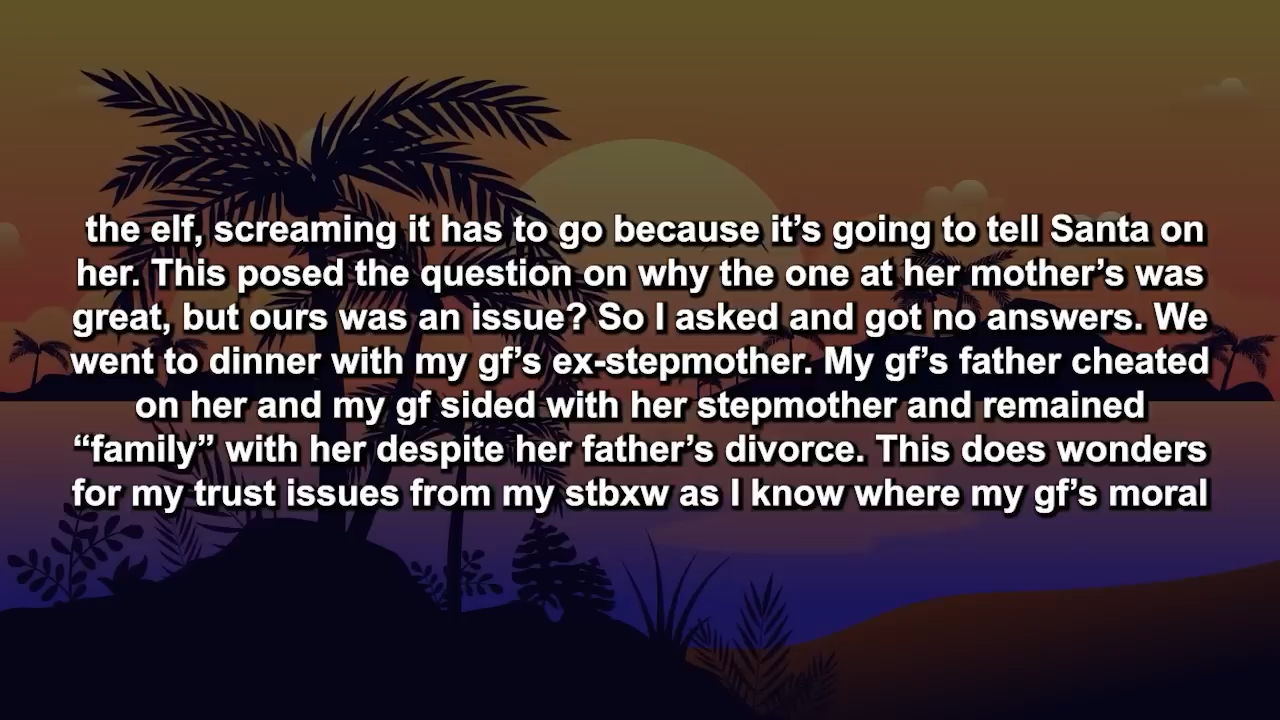 the elf, screaming it has to go because it’s going to tell Santa on
her. This posed the question on why the one at her mother’s was
great, but ours was an issue? So I asked and got no answers. We
went to dinner with my gf’s ex-stepmother. My gf’s father cheated
on her and my gf sided with her stepmother and remained
“family” with her despite her father’s divorce. This does wonders
for my trust issues from my stbxw as I know where my gf’s moral